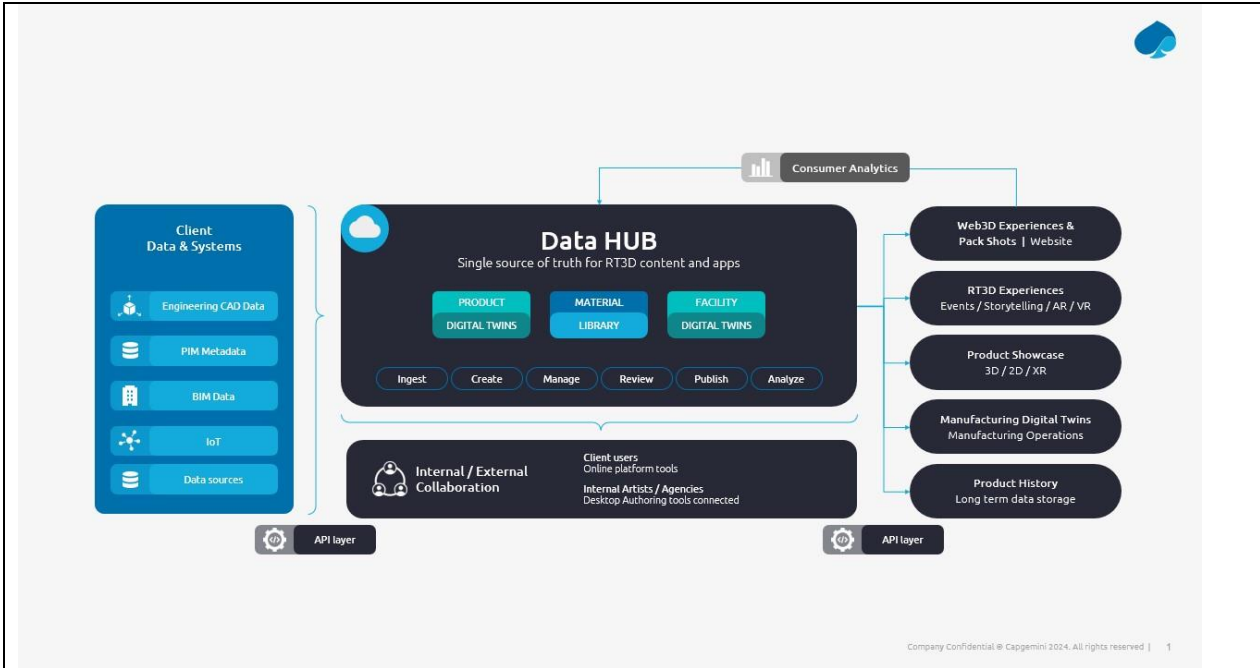 Consumer Analytics
Client
Data & Systems
Engineering CAD Data
PIM Metadata
BIM Data
IoT
Data sources
API layer
Data HUB
Single source of truth for RT3D content and apps
PRODUCT
DIGITAL TWINS
MATERIAL
LIBRARY
FACILITY
DIGITAL TWINS
Ingest
Create
Manage
Review
Publish
Analyze
Internal / External
Collaboration
Client users
Online platform tools
Internal Artists / Agencies
Desktop Authoring tools connected
API layer
Web3D Experiences &
Pack Shots | Website
RT3D Experiences
Events / Storytelling / AR / VR
Product Showcase
3D / 2D / XR
Manufacturing Digital Twins
Manufacturing Operations
Product History
Long term data storage
Company Confidential © Capgemini 2024. All rights reserved | 1